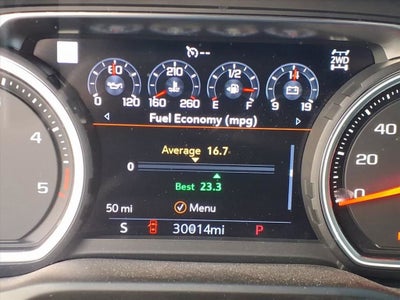 --
2WD
60
210
1/2
14
0 120 160 260 E F 9 19
Fuel Economy (mpg)
Average 16.7
0
Best 23.3
50 mi Menu
S 30014mi P
4
5
40
0